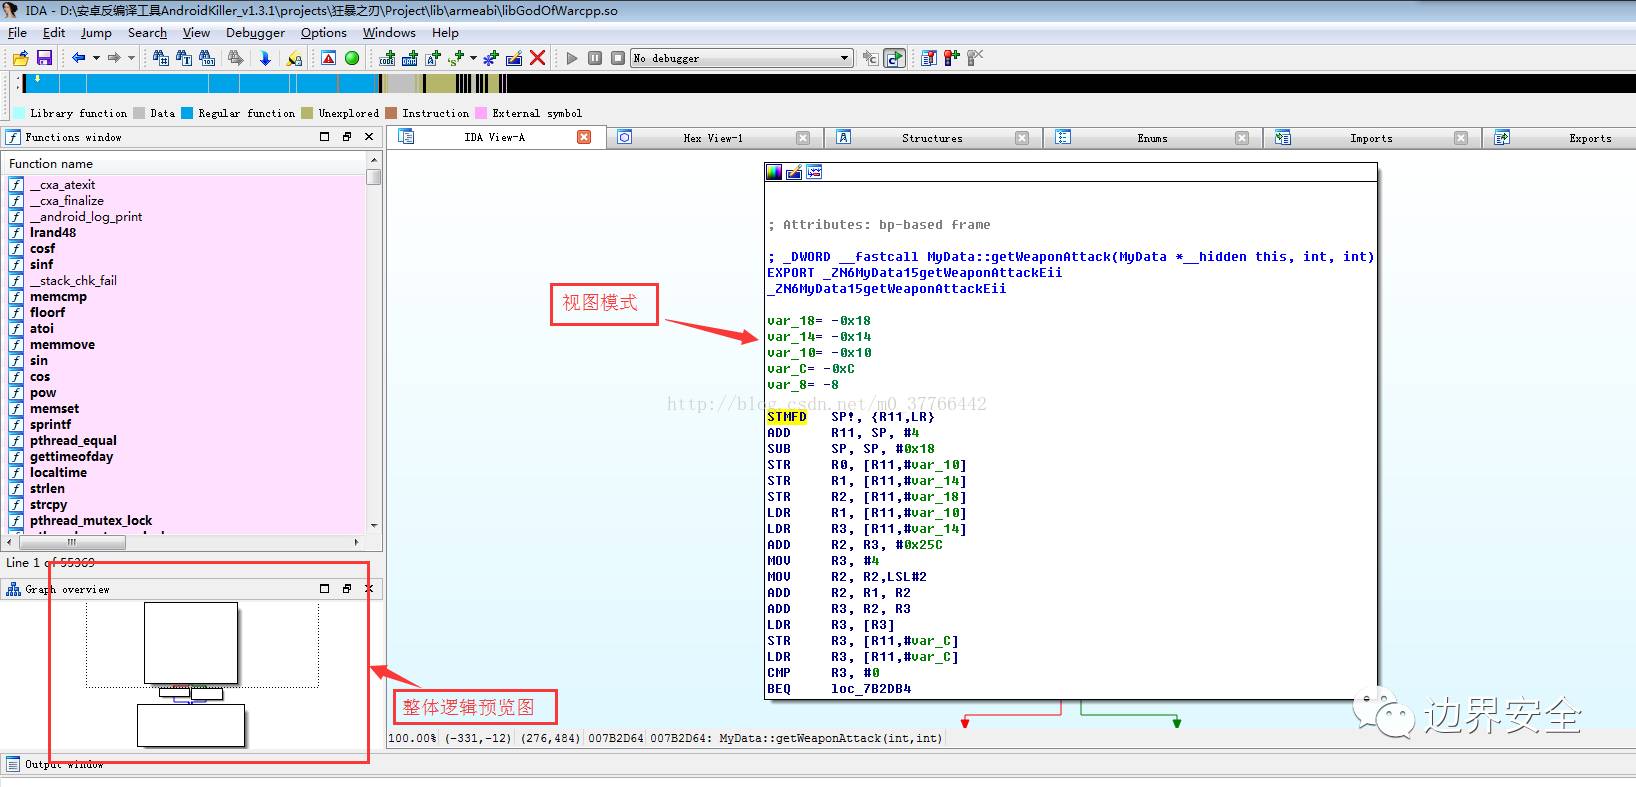 IDA - D:\安卓反编译工具AndroidKiller_v1.3.1\projects\狂暴之刃\Project\lib\armeabi\libGodOfWarcpp.so
File Edit Jump Search View Debugger Options Windows Help
No debugger
Library function Data Regular function Unexplored Instruction External symbol
Functions window
IDA View-A Hex View-1 Structures Enums Imports Exports
Function name
__cxa_atexit
__cxa_finalize
__android_log_print
lrand48
cosf
sinf
__stack_chk_fail
memcmp
floorf
atoi
memmove
sin
cos
pow
memset
sprintf
pthread_equal
gettimeofday
localtime
strlen
strcpy
pthread_mutex_lock
Line 1 of 55369
Graph overview
整体逻辑预览图
视图模式
; Attributes: bp-based frame
; _DWORD __fastcall MyData::getWeaponAttack(MyData *__hidden this, int, int)
EXPORT _ZN6MyData15getWeaponAttackEii
_ZN6MyData15getWeaponAttackEii
var_18= -0x18
var_14= -0x14
var_10= -0x10
var_C= -0xC
var_8= -8
http://blog.csdn.net/m0_37766442
STMFD SP!, {R11,LR}
ADD R11, SP, #4
SUB SP, SP, #0x18
STR R0, [R11,#var_10]
STR R1, [R11,#var_14]
STR R2, [R11,#var_18]
LDR R1, [R11,#var_10]
LDR R3, [R11,#var_14]
ADD R2, R3, #0x25C
MOV R3, #4
MOV R2, R2,LSL#2
ADD R2, R1, R2
ADD R3, R2, R3
LDR R3, [R3]
STR R3, [R11,#var_C]
LDR R3, [R11,#var_C]
CMP R3, #0
BEQ loc_7B2DB4
边界安全
100.00% (-331,-12) (276,484) 007B2D64 007B2D64: MyData::getWeaponAttack(int,int)
Output window